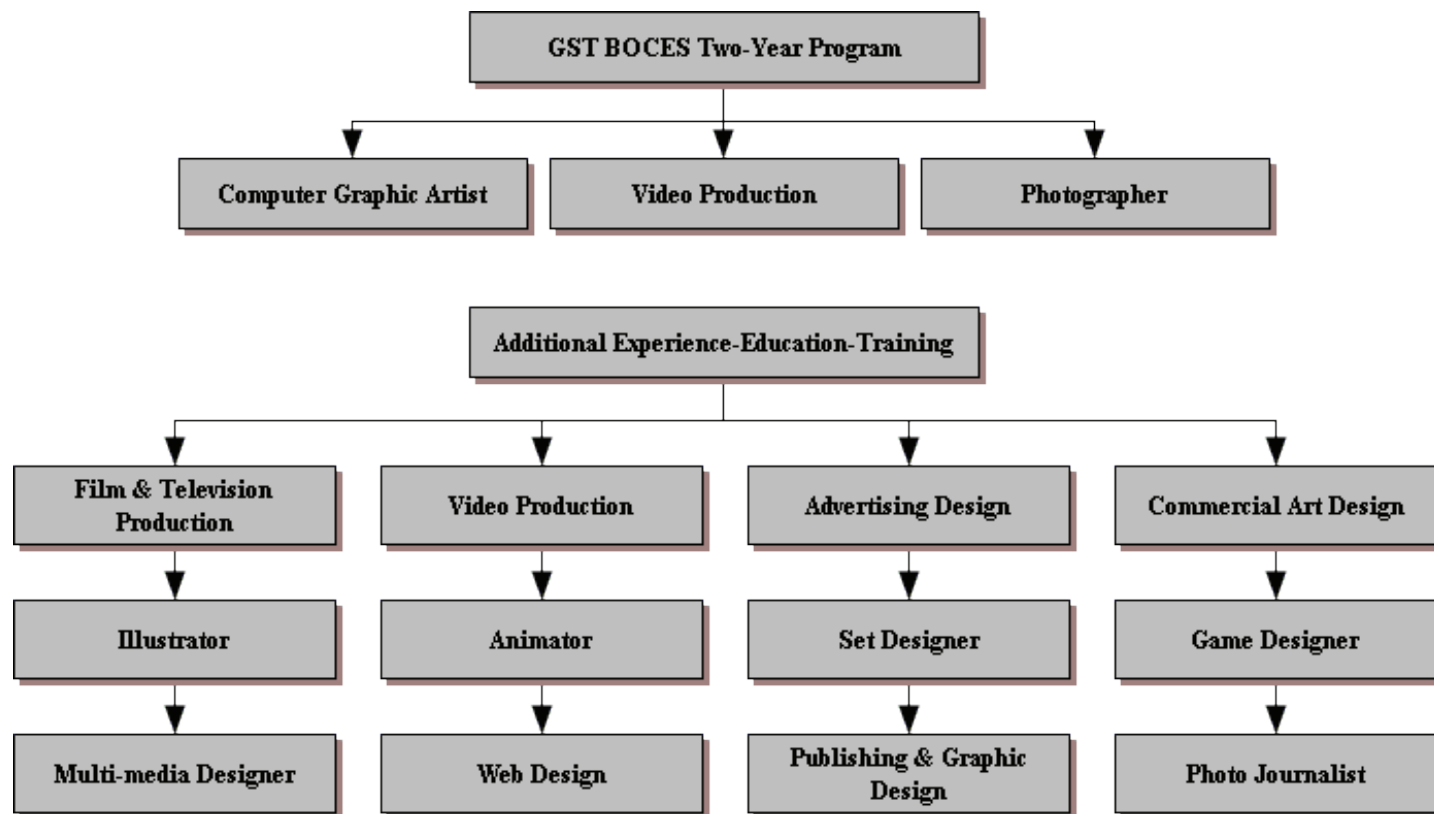 GST BOCES Two-Year Program
Computer Graphic Artist
Video Production
Photographer
Additional Experience-Education-Training
Film & Television
Production
Video Production
Advertising Design
Commercial Art Design
Illustrator
Animator
Set Designer
Game Designer
Multi-media Designer
Web Design
Publishing & Graphic
Design
Photo Journalist